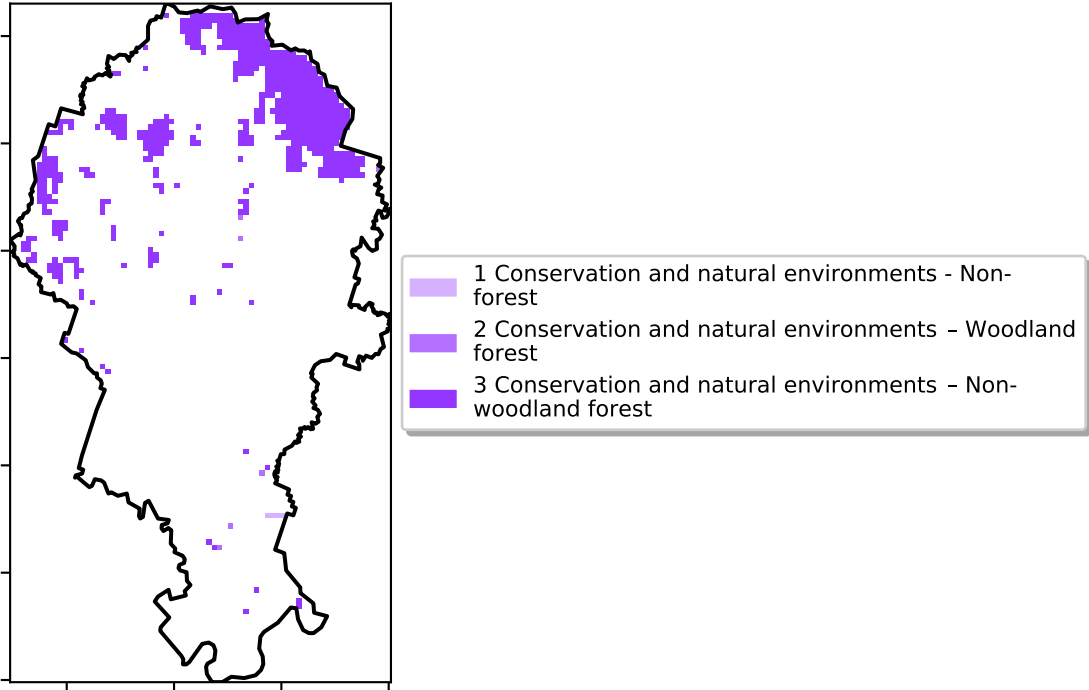 1 Conservation and natural environments - Non-
forest
2 Conservation and natural environments – Woodland
forest
3 Conservation and natural environments – Non-
woodland forest